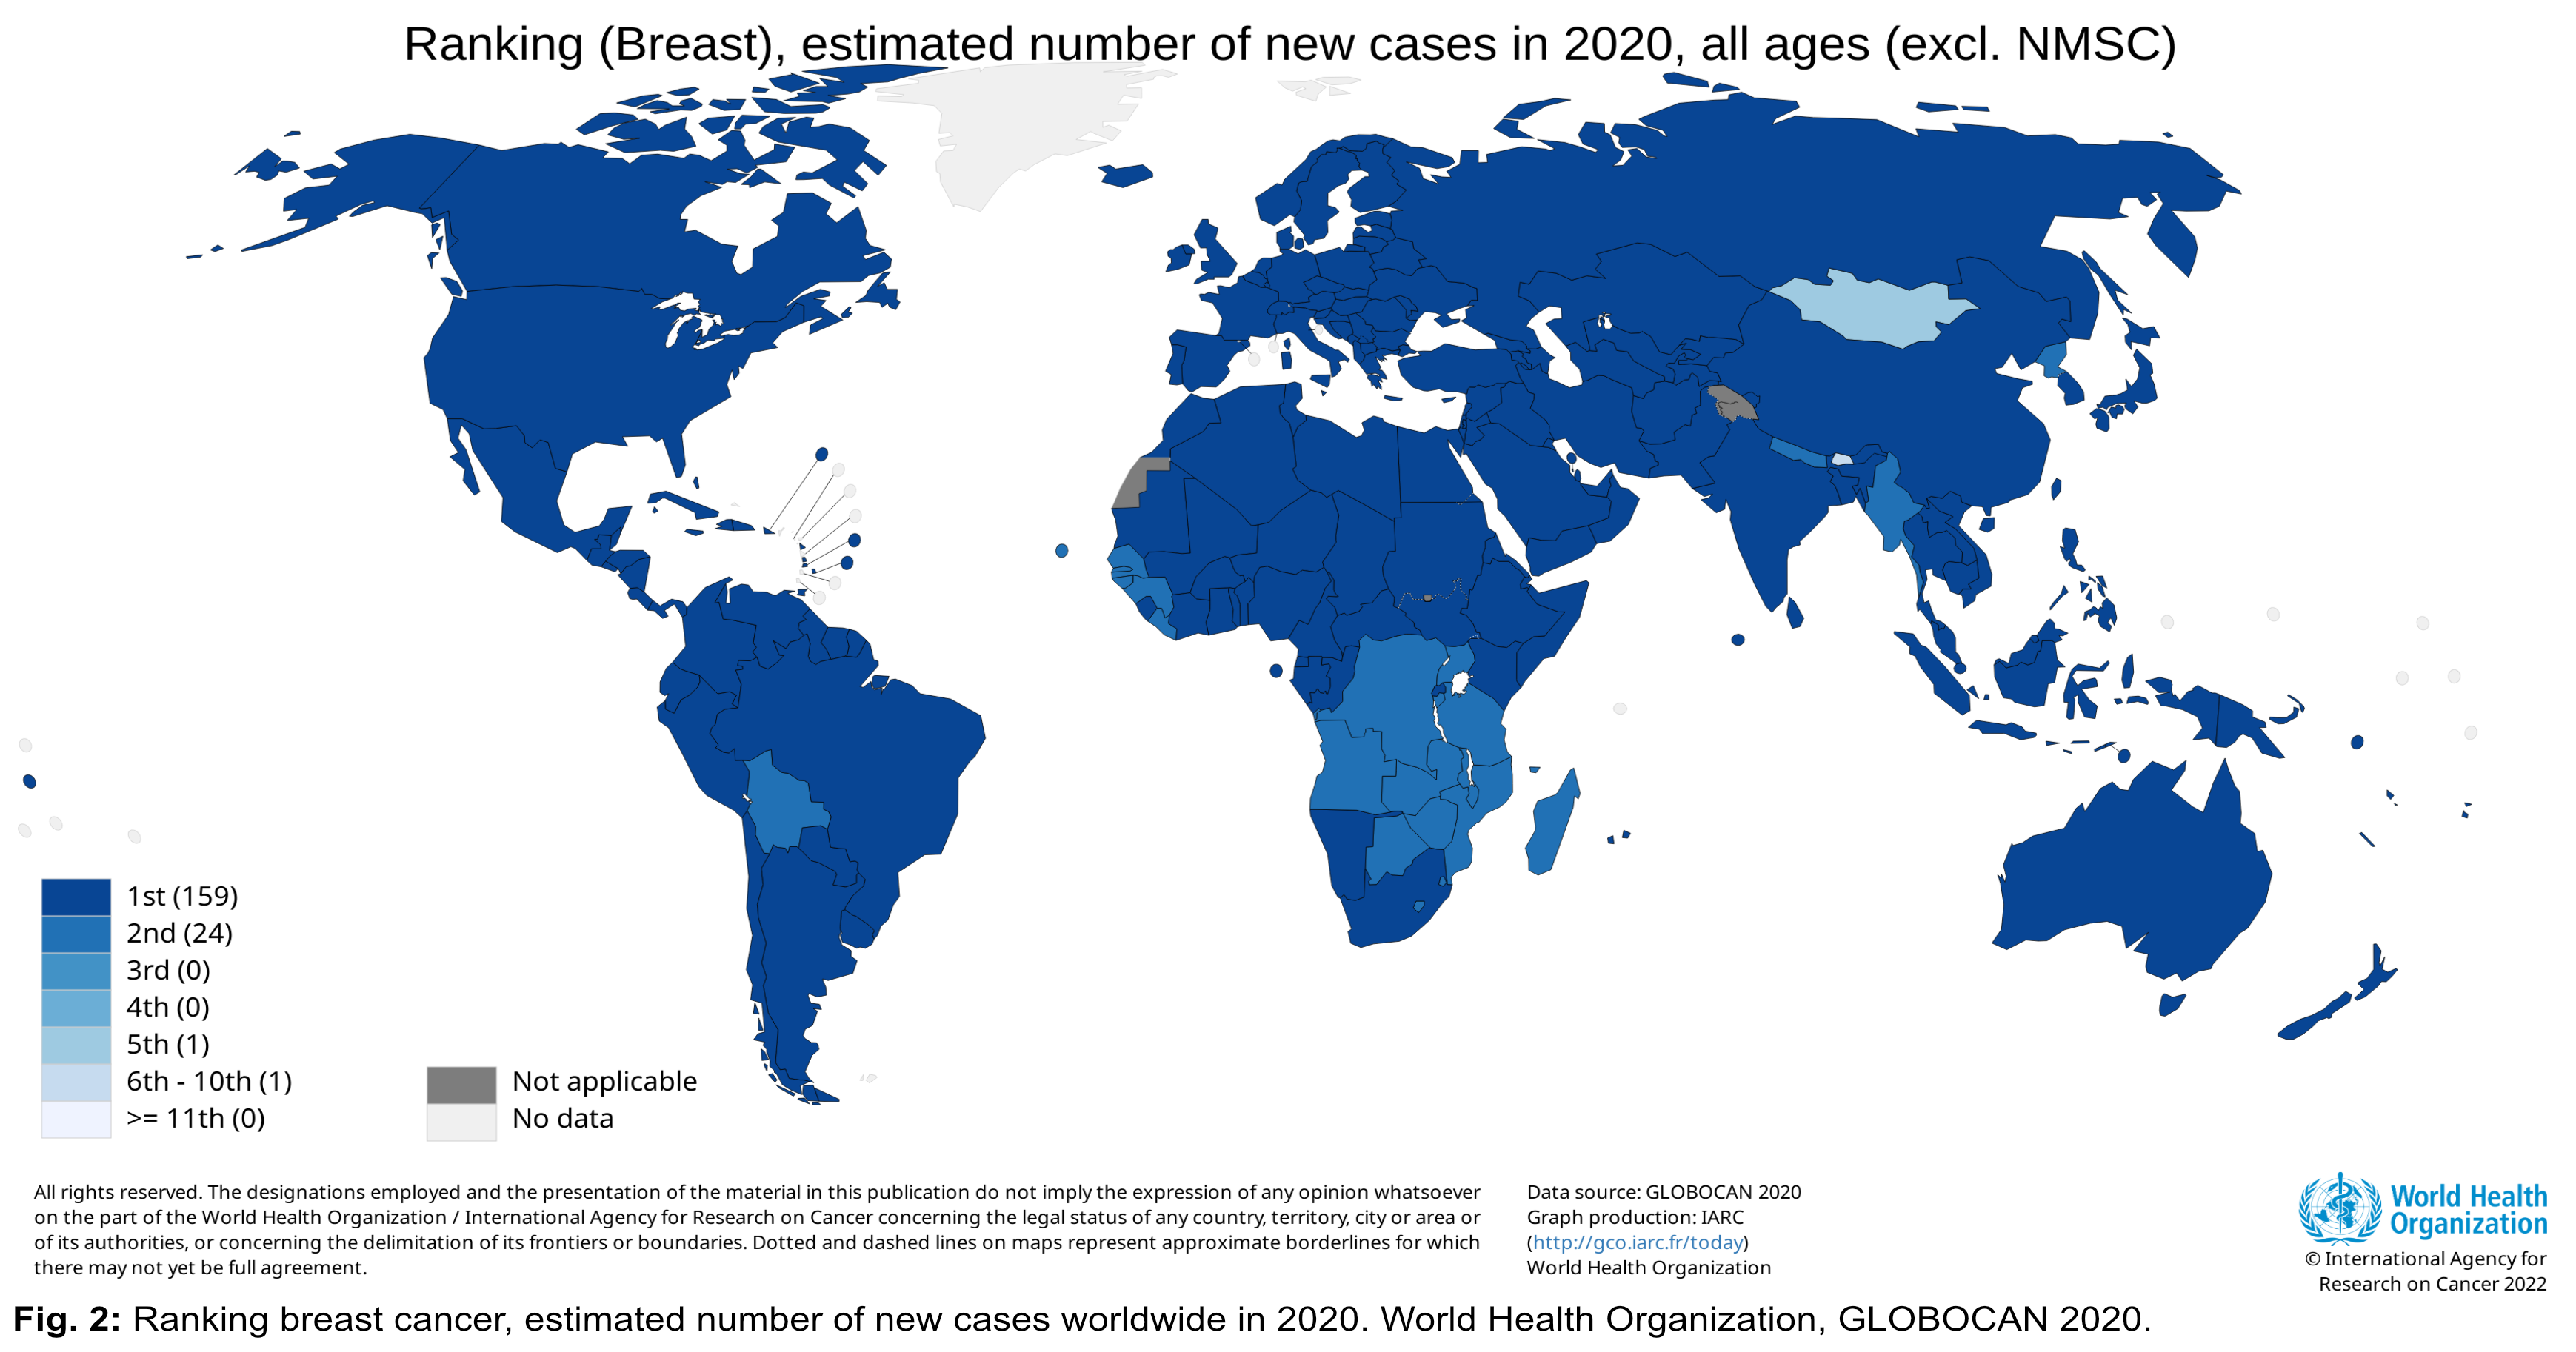 Ranking (Breast), estimated number of new cases in 2020, all ages (excl. NMSC)
1st (159)
2nd (24)
3rd (0)
4th (0)
5th (1)
6th - 10th (1)
>= 11th (0)
Not applicable
No data
All rights reserved. The designations employed and the presentation of the material in this publication do not imply the expression of any opinion whatsoever
on the part of the World Health Organization / International Agency for Research on Cancer concerning the legal status of any country, territory, city or area or
of its authorities, or concerning the delimitation of its frontiers or boundaries. Dotted and dashed lines on maps represent approximate borderlines for which
there may not yet be full agreement.
Data source: GLOBOCAN 2020
Graph production: IARC
(http://gco.iarc.fr/today)
World Health Organization
World Health
Organization
© International Agency for
Research on Cancer 2022
Fig. 2: Ranking breast cancer, estimated number of new cases worldwide in 2020. World Health Organization, GLOBOCAN 2020.